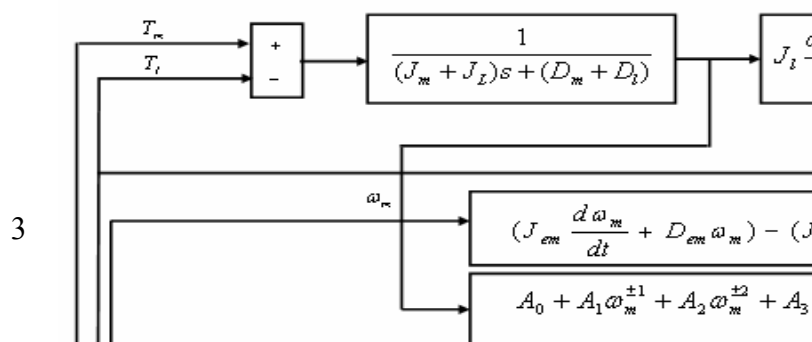 T_m
+
1
(J_m + J_L)s + (D_m + D_l)
J_l
T_l
−
ω_m
3
(J_em dω_m/dt + D_em ω_m) − (J
A_0 + A_1 ω_m^±1 + A_2 ω_m^±2 + A_3